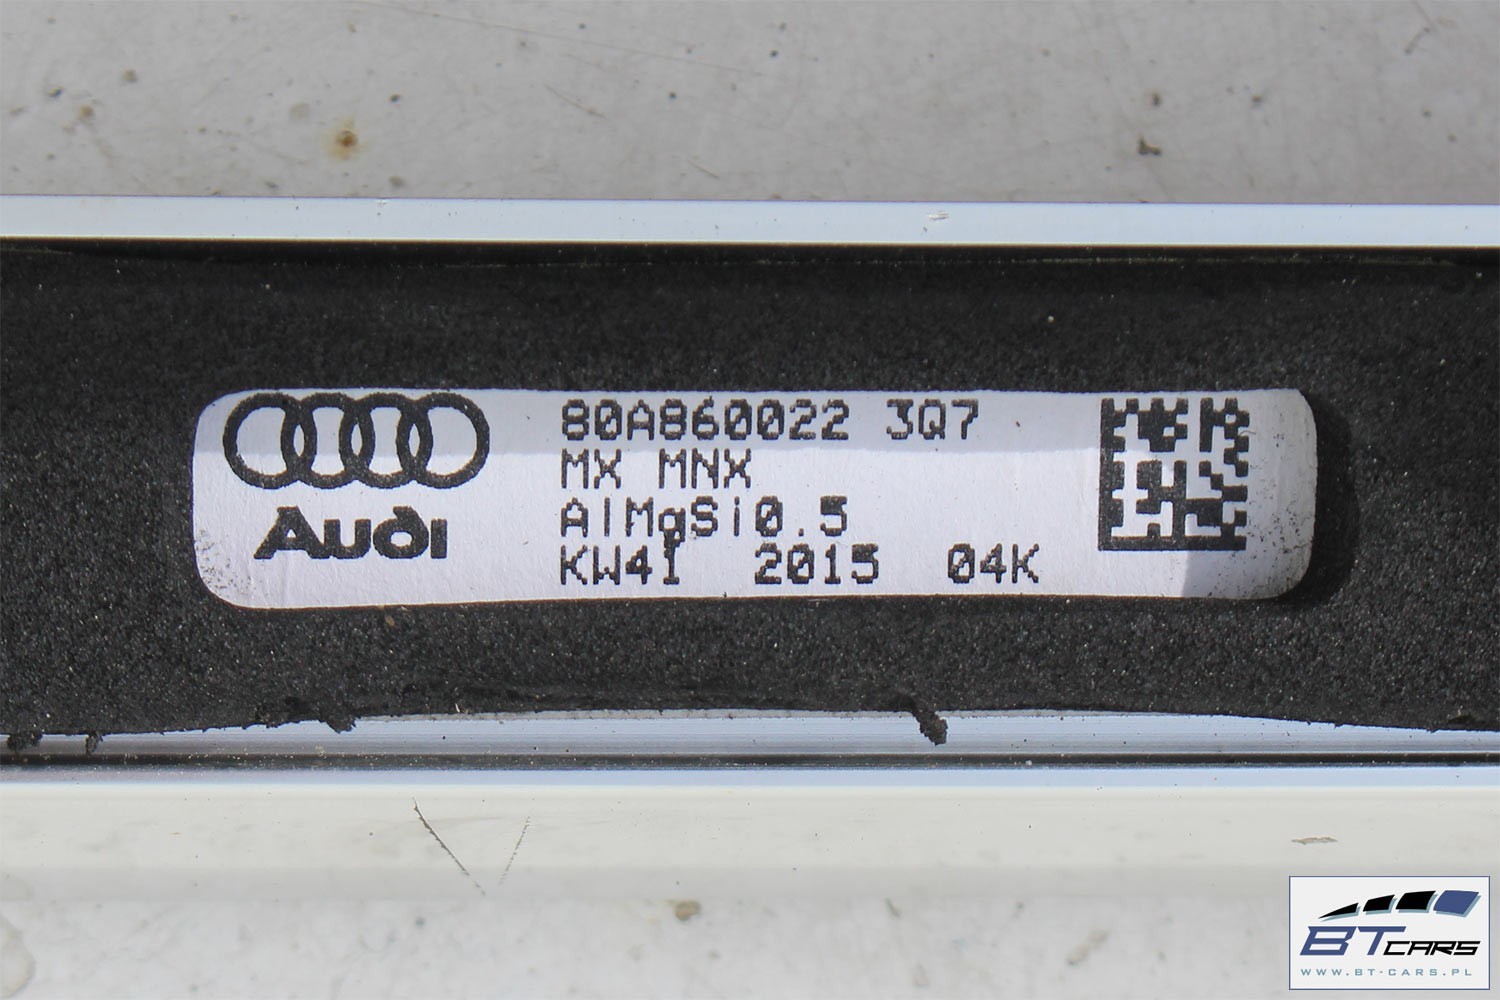 80A860022 3Q7
MX MNX
AlMgSi0.5
KW41 2015 04K
Audi
BT CARS
WWW.BT-CARS.PL